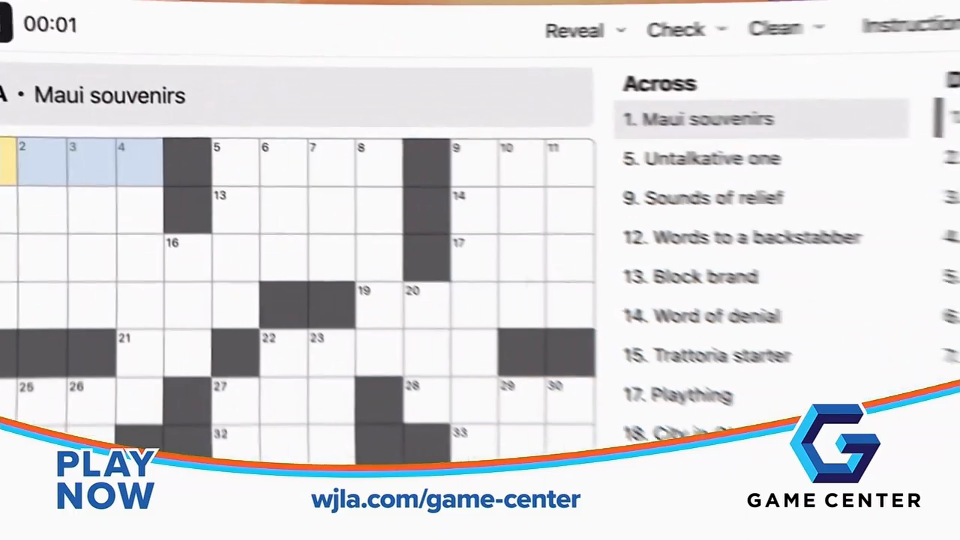 00:01
Reveal
Check
Clean
A • Maui souvenirs
2 3 4 5 6 7 8 9 10 11
13 14
16 17
19 20
21 22 23
25 26 27 28 29 30
32 33
Across
1. Maui souvenirs
5. Untalkative one
9. Sounds of relief
12. Words to a backstabber
13. Block brand
14. Word of denial
15. Trattoria starter
17. Plaything
18. City in
PLAY
NOW
wjla.com/game-center
GAME CENTER